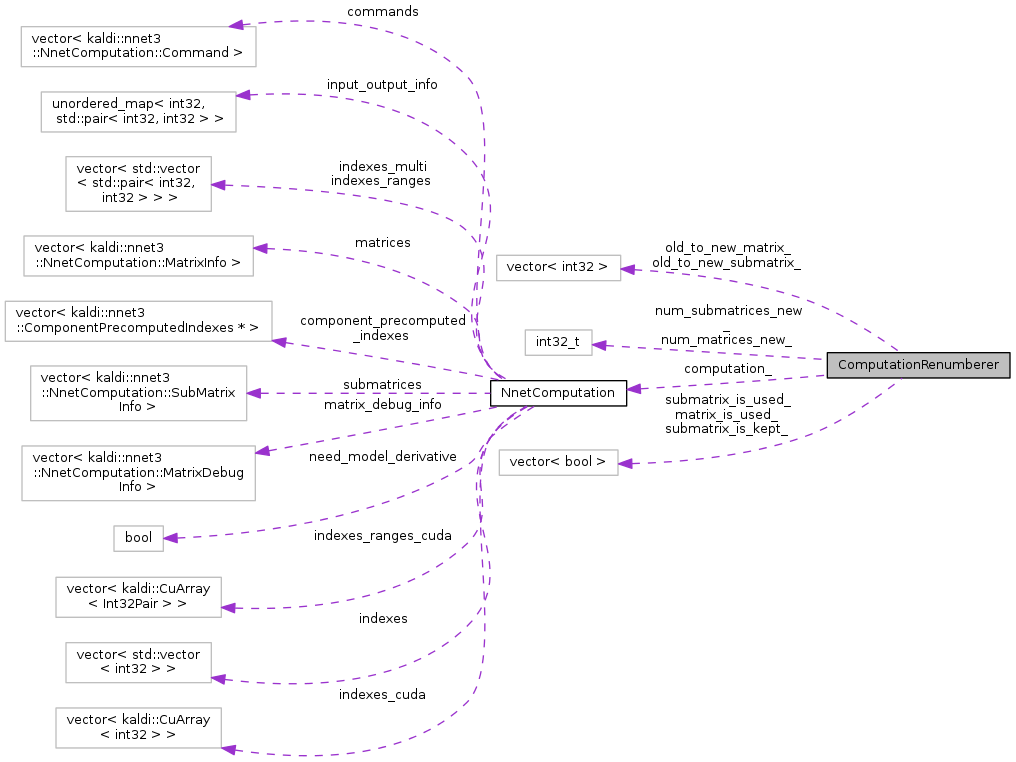 commands
vector< kaldi::nnet3
::NnetComputation::Command >
input_output_info
unordered_map< int32,
std::pair< int32, int32 > >
indexes_multi
indexes_ranges
vector< std::vector
< std::pair< int32,
int32 > > >
matrices
vector< kaldi::nnet3
::NnetComputation::MatrixInfo >
old_to_new_matrix_
old_to_new_submatrix_
vector< int32 >
component_precomputed
_indexes
vector< kaldi::nnet3
::ComponentPrecomputedIndexes * >
num_submatrices_new
_
num_matrices_new_
int32_t
ComputationRenumberer
computation_
submatrices
vector< kaldi::nnet3
::NnetComputation::SubMatrix
Info >
NnetComputation
matrix_debug_info
submatrix_is_used_
matrix_is_used_
submatrix_is_kept_
vector< kaldi::nnet3
::NnetComputation::MatrixDebug
Info >
need_model_derivative
vector< bool >
bool
indexes_ranges_cuda
vector< kaldi::CuArray
< Int32Pair > >
indexes
vector< std::vector
< int32 > >
indexes_cuda
vector< kaldi::CuArray
< int32 > >